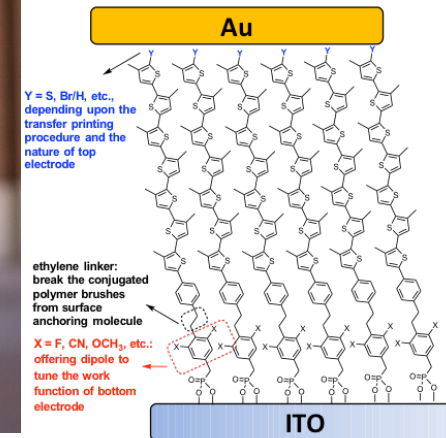 Au
Y Y Y Y Y Y
Y = S, Br/H, etc.,
depending upon the
transfer printing
procedure and the
nature of top
electrode
ethylene linker:
break the conjugated
polymer brushes
from surface
anchoring molecule
X = F, CN, OCH₃, etc.:
offering dipole to
tune the work
function of bottom
electrode
ITO